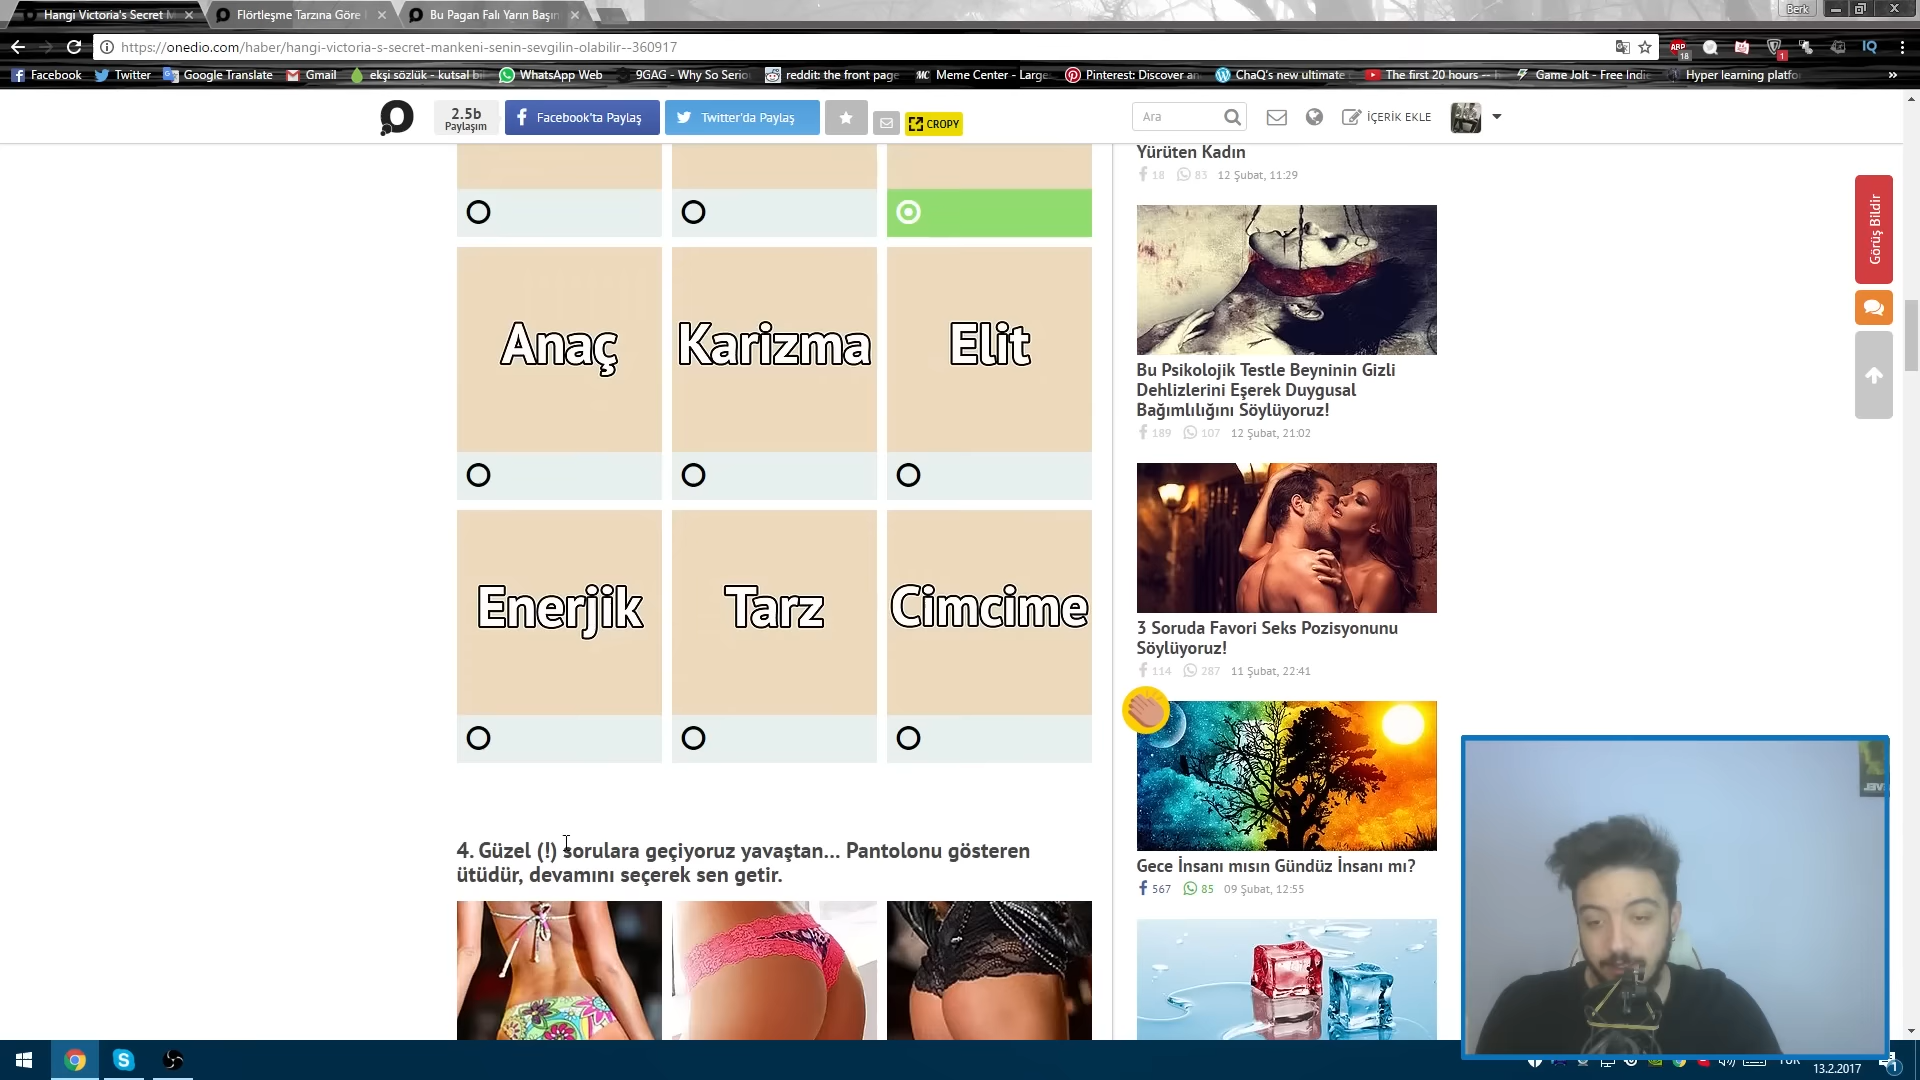 Hangi Victoria's Secret M
Flörtleşme Tarzına Göre
Bu Pagan Falı Yarın Başın
Berk
https://onedio.com/haber/hangi-victoria-s-secret-mankeni-senin-sevgilin-olabilir--360917
ABP
18
1
IQ
Facebook
Twitter
Google Translate
Gmail
ekşi sözlük - kutsal bi
WhatsApp Web
9GAG - Why So Serio
reddit: the front page
Meme Center - Large
Pinterest: Discover an
ChaQ's new ultimate
The first 20 hours --
Game Jolt - Free Indie
Hyper learning platfo
2.5b
Paylaşım
Facebook'ta Paylaş
Twitter'da Paylaş
CROPY
Ara
İÇERİK EKLE
Anaç
Karizma
Elit
Enerjik
Tarz
Cimcime
4. Güzel (!) sorulara geçiyoruz yavaştan... Pantolonu gösteren
ütüdür, devamını seçerek sen getir.
Yürüten Kadın
18 83 12 Şubat, 11:29
Bu Psikolojik Testle Beyninin Gizli
Dehlizlerini Eşerek Duygusal
Bağımlılığını Söylüyoruz!
189 107 12 Şubat, 21:02
3 Soruda Favori Seks Pozisyonunu
Söylüyoruz!
114 287 11 Şubat, 22:41
Gece İnsanı mısın Gündüz İnsanı mı?
567 85 09 Şubat, 12:55
Görüş Bildir
TUR
13.2.2017
1